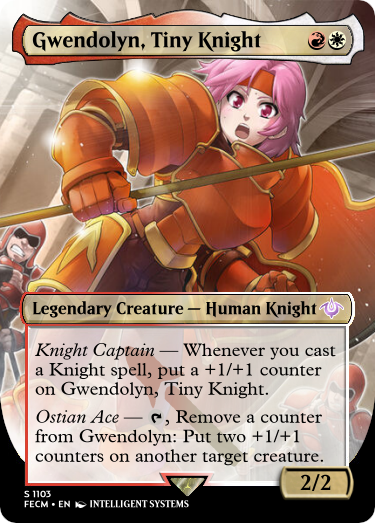 Gwendolyn, Tiny Knight
Legendary Creature — Human Knight
Knight Captain — Whenever you cast
a Knight spell, put a +1/+1 counter
on Gwendolyn, Tiny Knight.
Ostian Ace — , Remove a counter
from Gwendolyn: Put two +1/+1
counters on another target creature.
2/2
S 1103
FECM • EN INTELLIGENT SYSTEMS